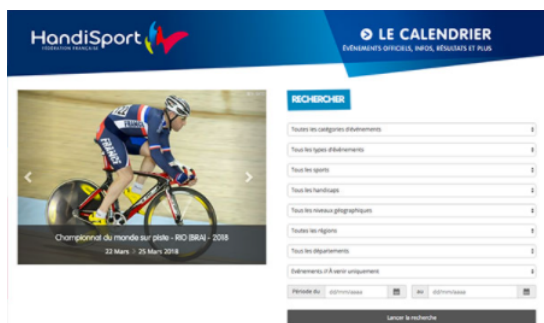 HandiSport
FÉDÉRATION FRANÇAISE
LE CALENDRIER
ÉVÉNEMENTS OFFICIELS, INFOS, RÉSULTATS ET PLUS
FRANCE
Championnat du monde sur piste - RIO (BRA) - 2018
22 Mars > 25 Mars 2018
RECHERCHER
Toutes les catégories d'événements
Tous les types d'événements
Tous les sports
Tous les handicaps
Tous les niveaux géographiques
Toutes les régions
Tous les départements
Evénements // À venir uniquement
Période du dd/mm/aaaa au dd/mm/aaaa
Lancer la recherche